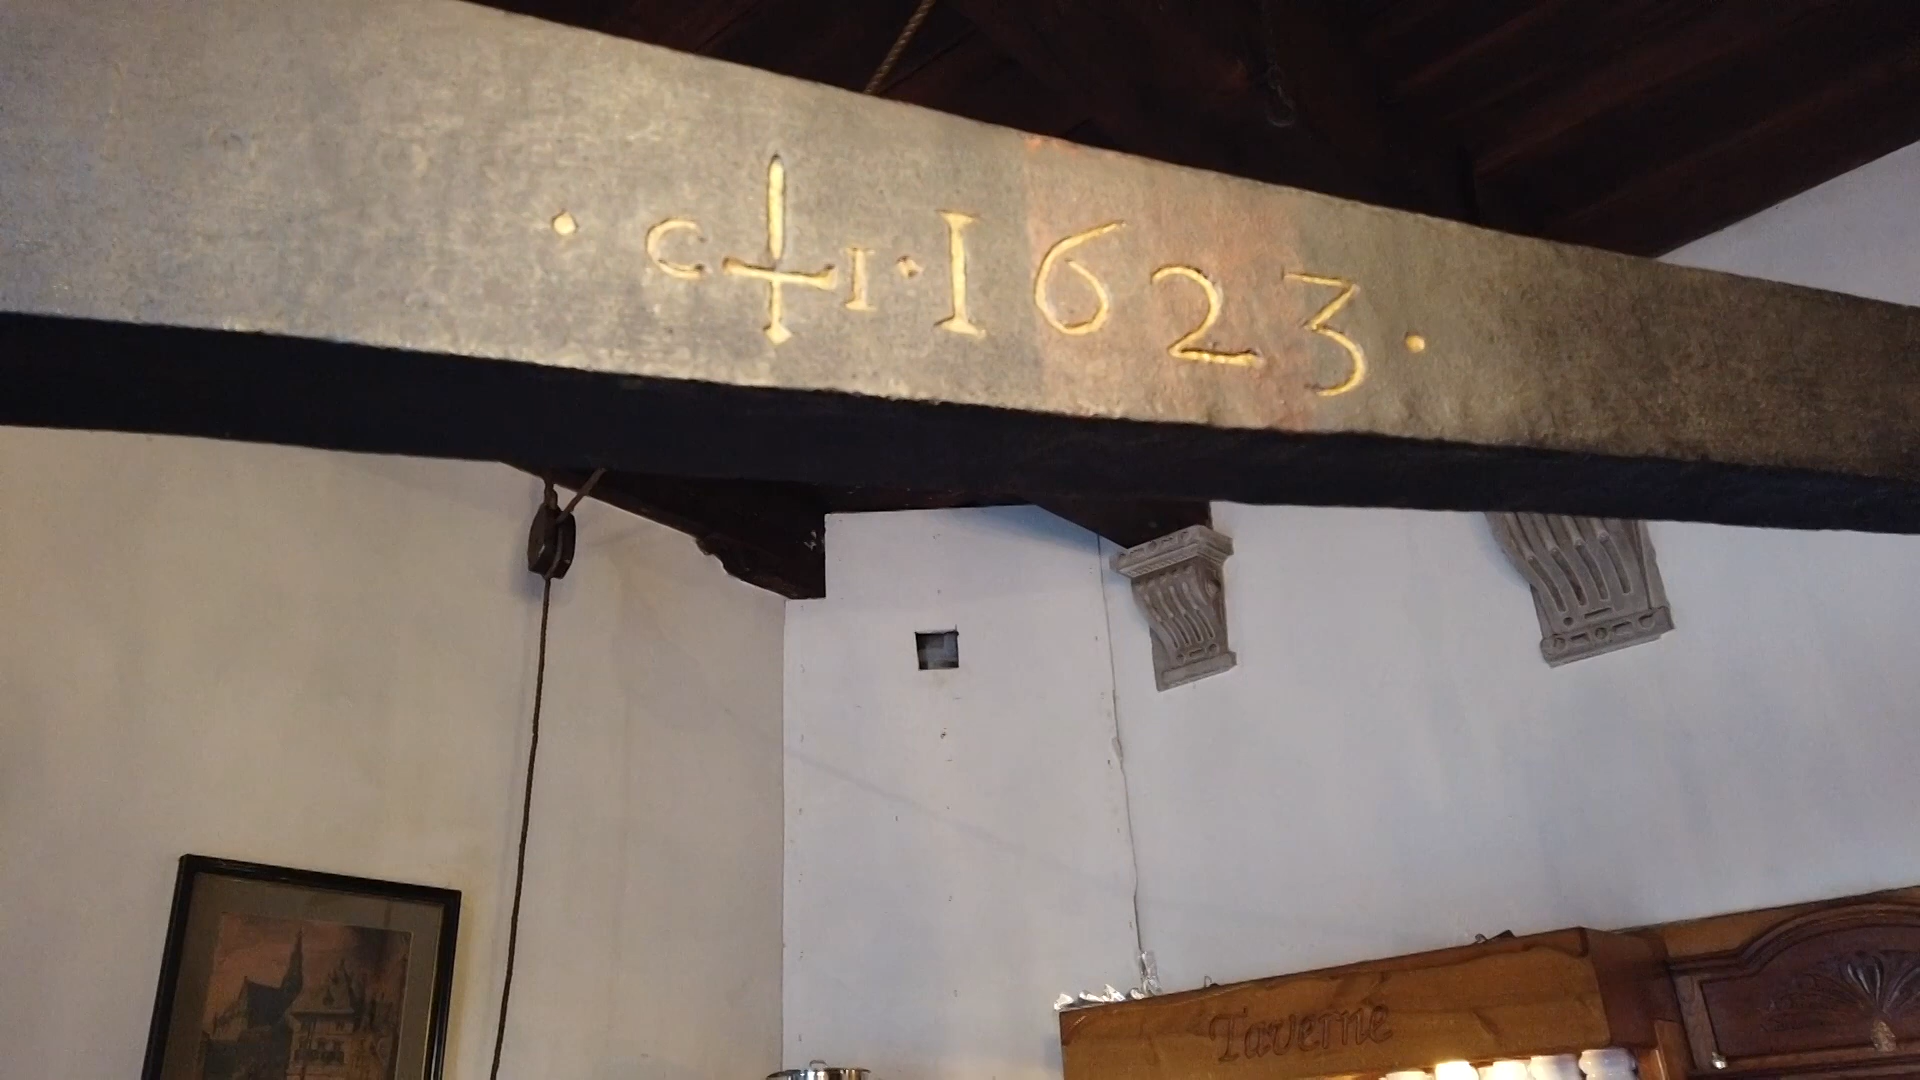 · C † I · 1623 ·
Taverne